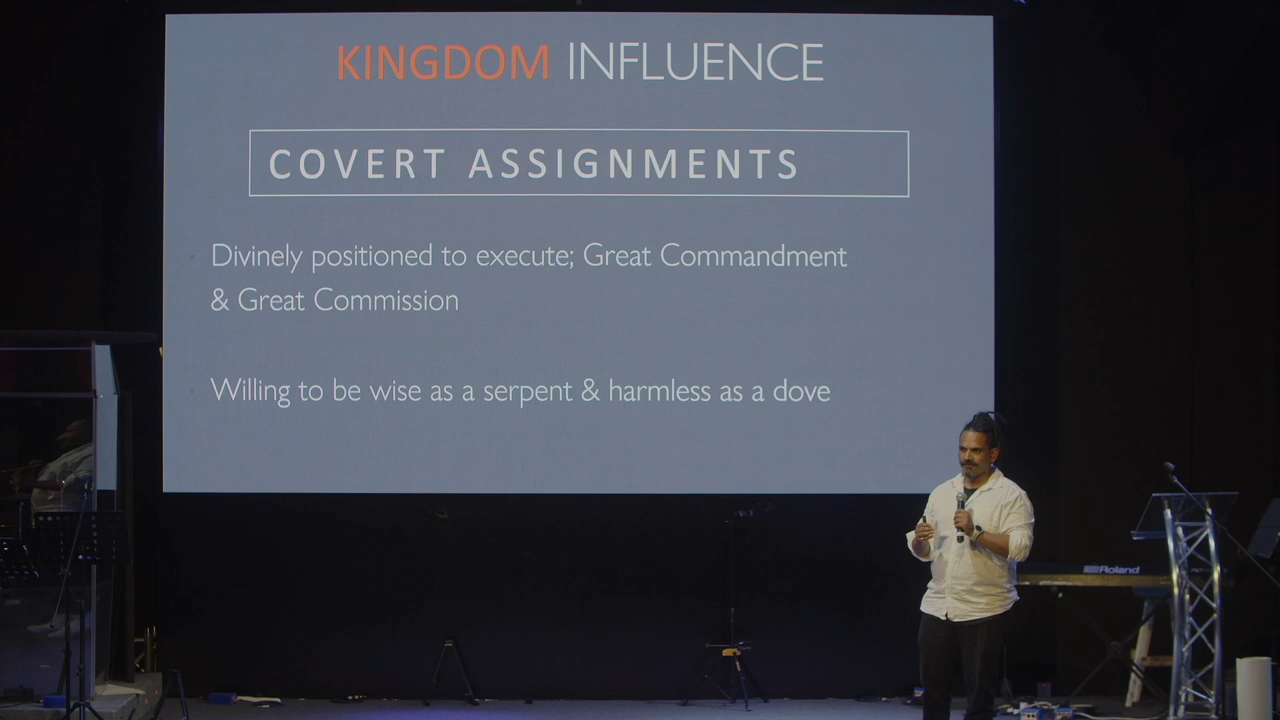 KINGDOM INFLUENCE
COVERT ASSIGNMENTS
Divinely positioned to execute; Great Commandment
& Great Commission
Willing to be wise as a serpent & harmless as a dove
Roland